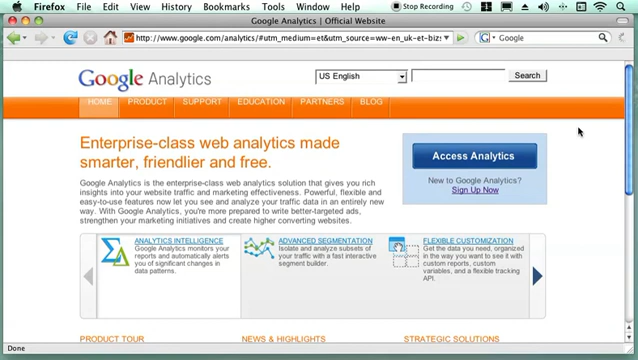 Firefox File Edit View History Bookmarks Tools Window Help Stop Recording
Google Analytics | Official Website
http://www.google.com/analytics/#utm_medium=et&utm_source=ww-en_uk-et-bizs
Google
Google Analytics US English Search
HOME PRODUCT SUPPORT EDUCATION PARTNERS BLOG
Enterprise-class web analytics made
smarter, friendlier and free.
Google Analytics is the enterprise-class web analytics solution that gives you rich
insights into your website traffic and marketing effectiveness. Powerful, flexible and
easy-to-use features now let you see and analyze your traffic data in an entirely new
way. With Google Analytics, you're more prepared to write better-targeted ads,
strengthen your marketing initiatives and create higher converting websites.
Access Analytics
New to Google Analytics?
Sign Up Now
ANALYTICS INTELLIGENCE
Google Analytics monitors your
reports and automatically alerts
you of significant changes in
data patterns.
ADVANCED SEGMENTATION
Isolate and analyze subsets of
your traffic with a fast interactive
segment builder.
FLEXIBLE CUSTOMIZATION
Get the data you need, organized
in the way you want to see it with
custom reports, custom
variables, and a flexible tracking
API.
PRODUCT TOUR NEWS & HIGHLIGHTS STRATEGIC SOLUTIONS
Done